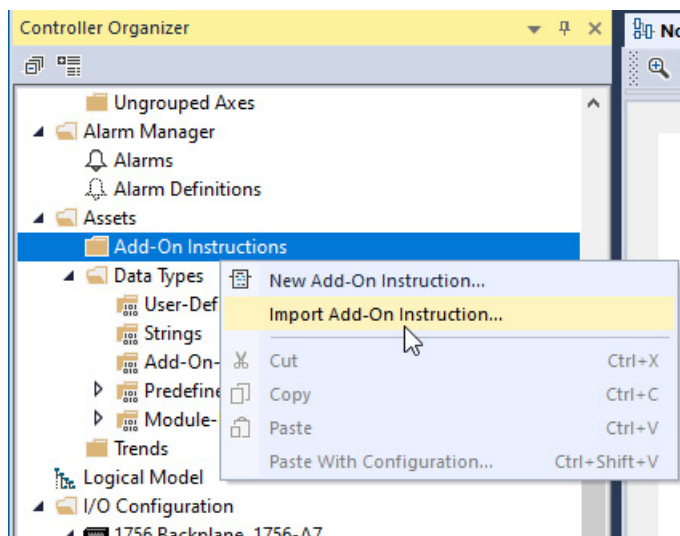 Controller Organizer
No
Ungrouped Axes
Alarm Manager
Alarms
Alarm Definitions
Assets
Add-On Instructions
Data Types
New Add-On Instruction...
User-Def
Import Add-On Instruction...
Strings
Add-On-
Cut Ctrl+X
Predefine
Copy Ctrl+C
Module-
Paste Ctrl+V
Trends
Paste With Configuration... Ctrl+Shift+V
Logical Model
I/O Configuration
1756 Backplane, 1756-A7